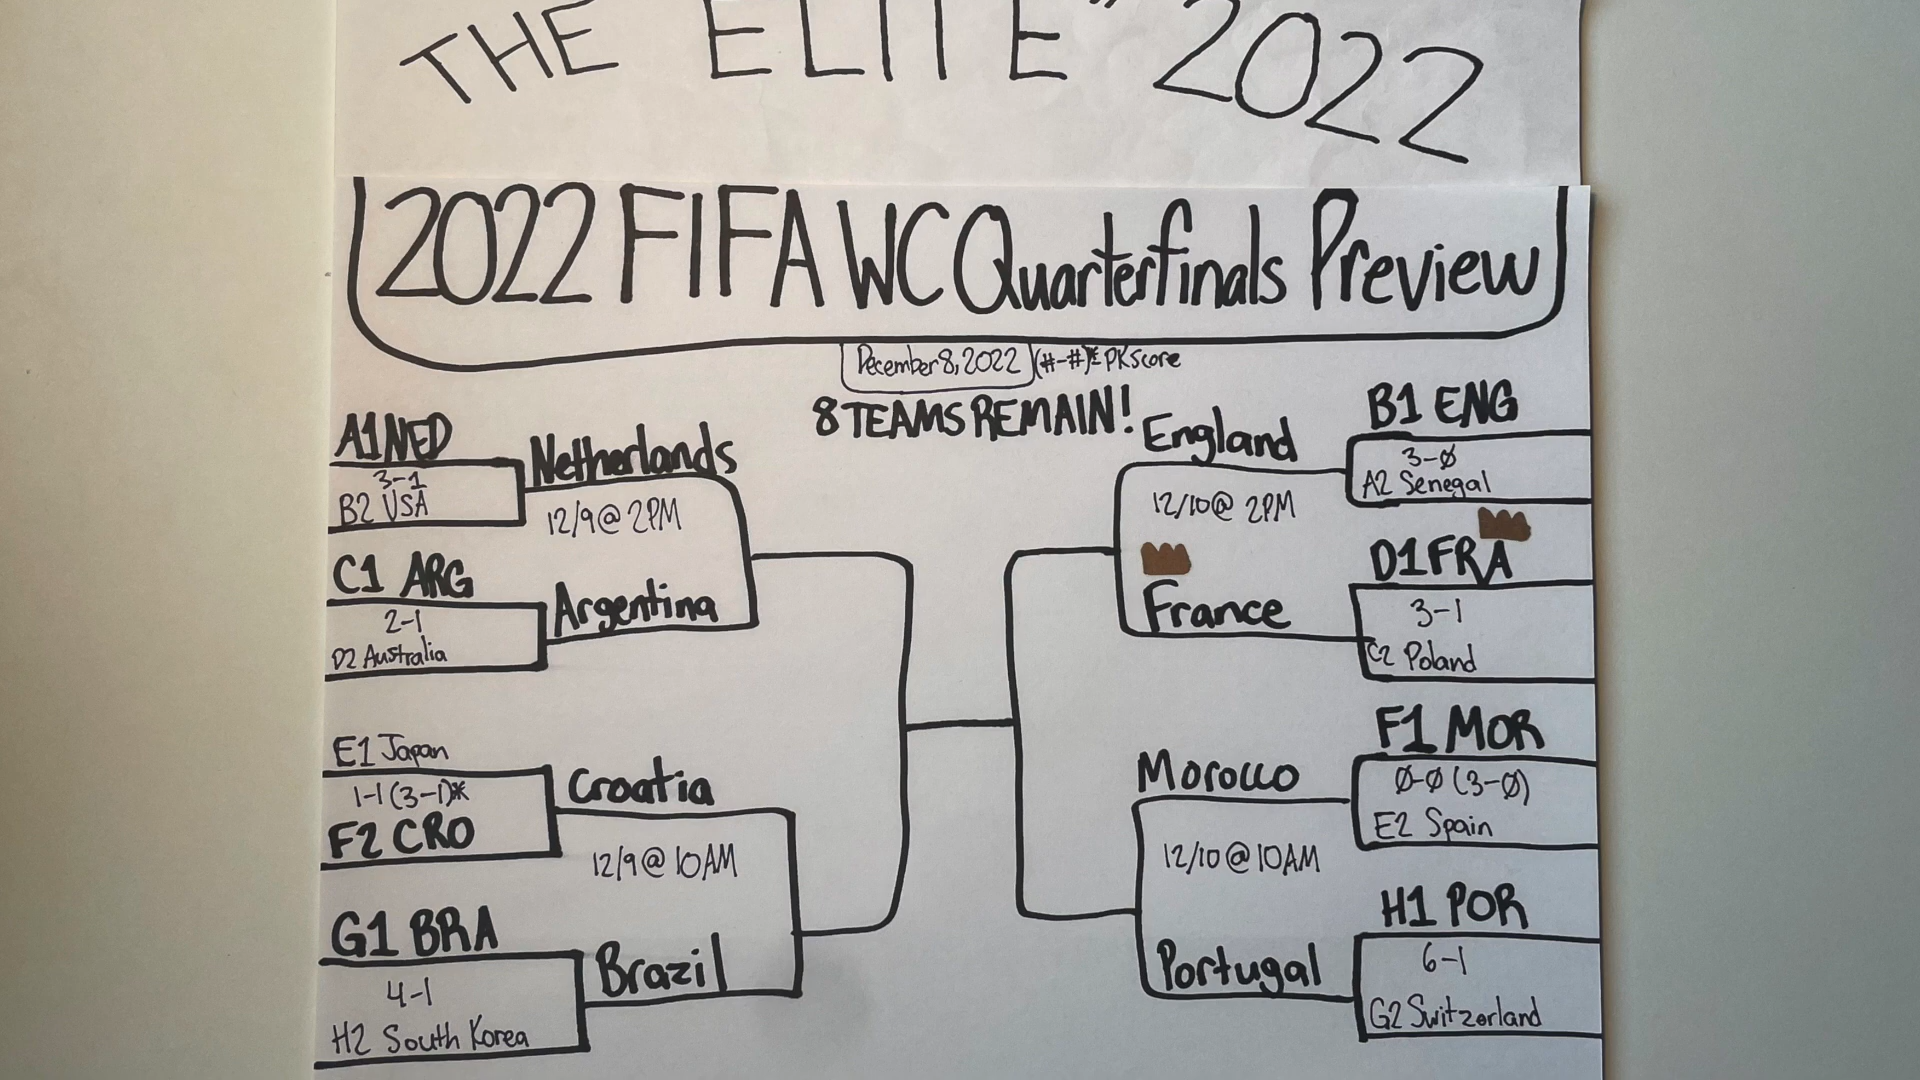 THE "ELITE" 2022
2022 FIFA WC Quarterfinals Preview
December 8, 2022 (#-#)*=PK Score
8 TEAMS REMAIN!
A1 NED
3-1
B2 USA
Netherlands
12/9@ 2PM
C1 ARG
2-1
D2 Australia
Argentina
E1 Japan
1-1 (3-1)*
F2 CRO
Croatia
12/9@ 10AM
G1 BRA
4-1
H2 South Korea
Brazil
England
12/10@ 2PM
France
B1 ENG
3-0
A2 Senegal
D1 FRA
3-1
C2 Poland
Morocco
12/10@10AM
Portugal
F1 MOR
0-0 (3-0)
E2 Spain
H1 POR
6-1
G2 Switzerland